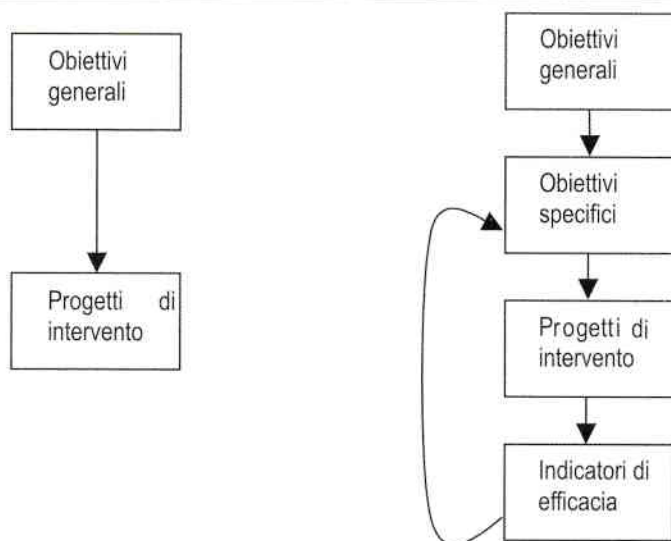 Obiettivi
generali
Progetti di
intervento
Obiettivi
generali
Obiettivi
specifici
Progetti di
intervento
Indicatori di
efficacia